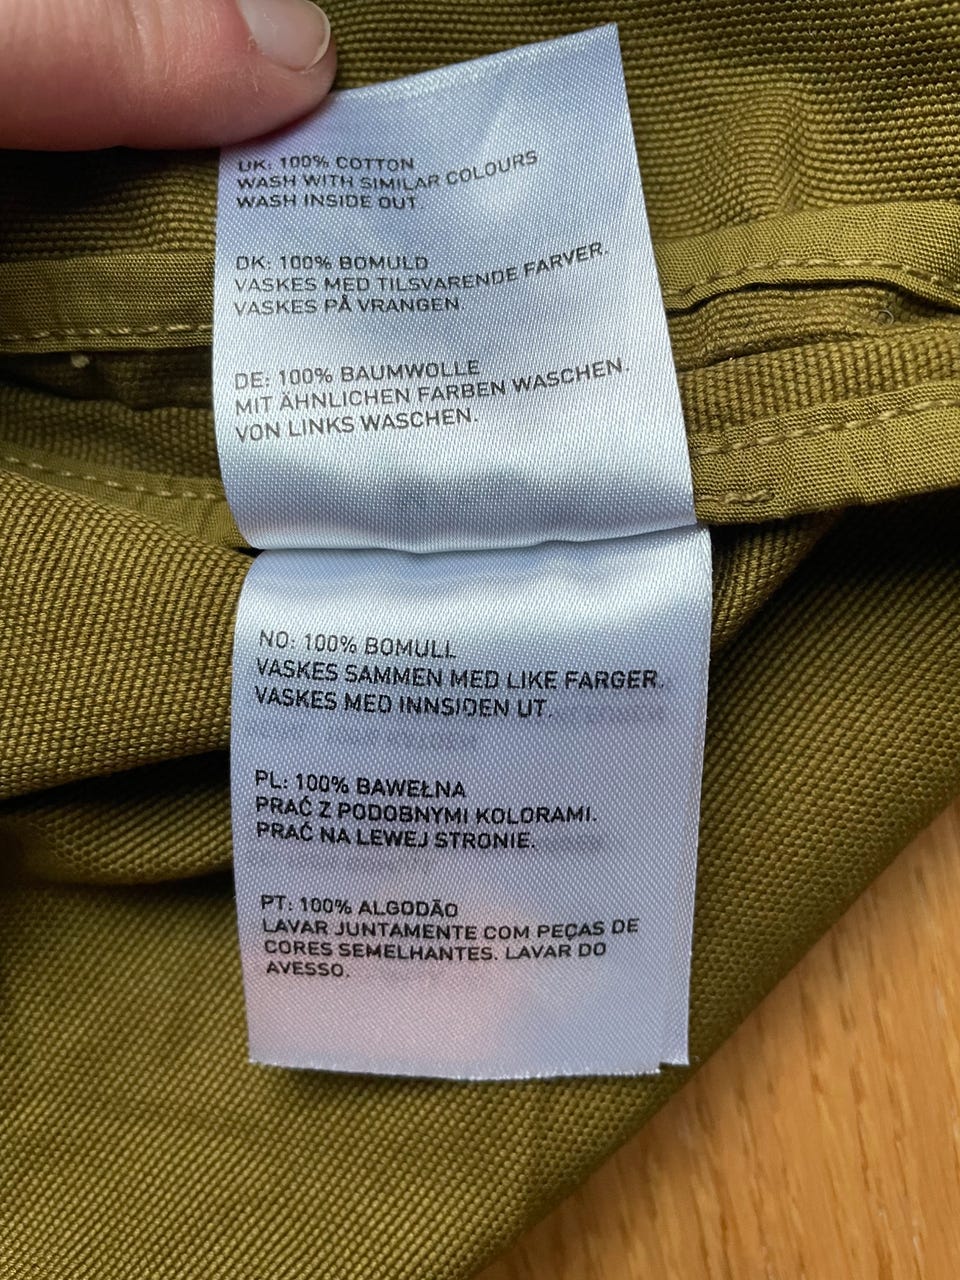 UK: 100% COTTON
WASH WITH SIMILAR COLOURS
WASH INSIDE OUT.
DK: 100% BOMULD
VASKES MED TILSVARENDE FARVER.
VASKES PÅ VRANGEN.
DE: 100% BAUMWOLLE
MIT ÄHNLICHEN FARBEN WASCHEN.
VON LINKS WASCHEN.
NO: 100% BOMULL
VASKES SAMMEN MED LIKE FARGER.
VASKES MED INNSIDEN UT.
PL: 100% BAWEŁNA
PRAĆ Z PODOBNYMI KOLORAMI.
PRAĆ NA LEWEJ STRONIE.
PT: 100% ALGODÃO
LAVAR JUNTAMENTE COM PEÇAS DE
CORES SEMELHANTES. LAVAR DO
AVESSO.